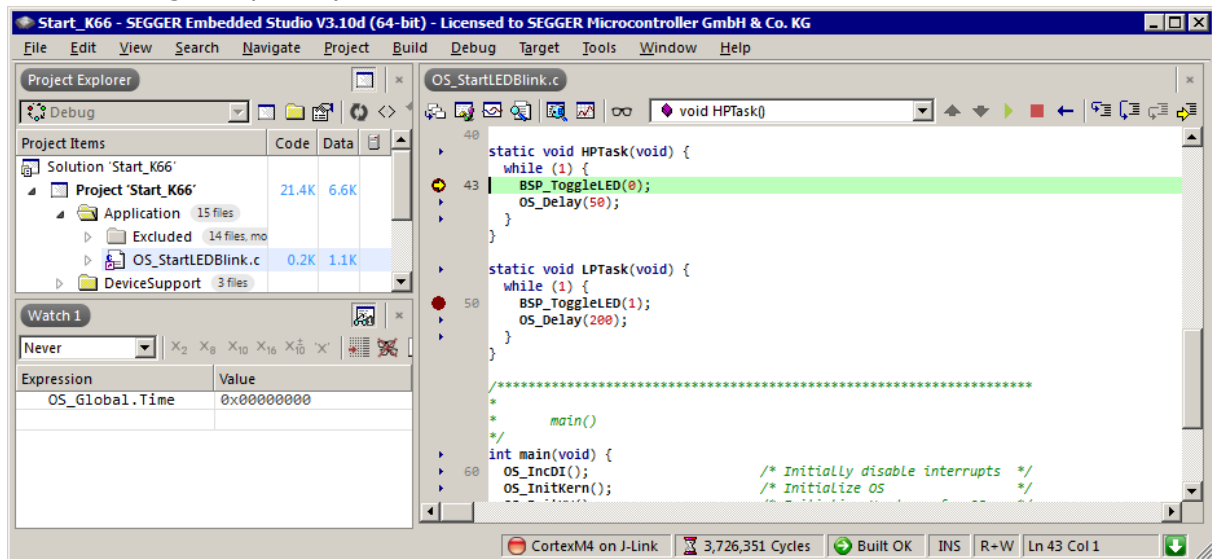 Start_K66 - SEGGER Embedded Studio V3.10d (64-bit) - Licensed to SEGGER Microcontroller GmbH & Co. KG
File Edit View Search Navigate Project Build Debug Target Tools Window Help
Project Explorer
Debug
Project Items Code Data
Solution 'Start_K66'
Project 'Start_K66' 21.4K 6.6K
Application 15 files
Excluded 14 files, mo
OS_StartLEDBlink.c 0.2K 1.1K
DeviceSupport 3 files
Watch 1
Never x2 x8 x10 x16 x±10 'x'
Expression Value
OS_Global.Time 0x00000000
OS_StartLEDBlink.c
void HPTask()
40
static void HPTask(void) {
while (1) {
43 BSP_ToggleLED(0);
OS_Delay(50);
}
}
static void LPTask(void) {
while (1) {
50 BSP_ToggleLED(1);
OS_Delay(200);
}
}
/*********************************************************************
*
* main()
*/
int main(void) {
60 OS_IncDI(); /* Initially disable interrupts */
OS_InitKern(); /* Initialize OS */
CortexM4 on J-Link 3,726,351 Cycles Built OK INS R+W Ln 43 Col 1